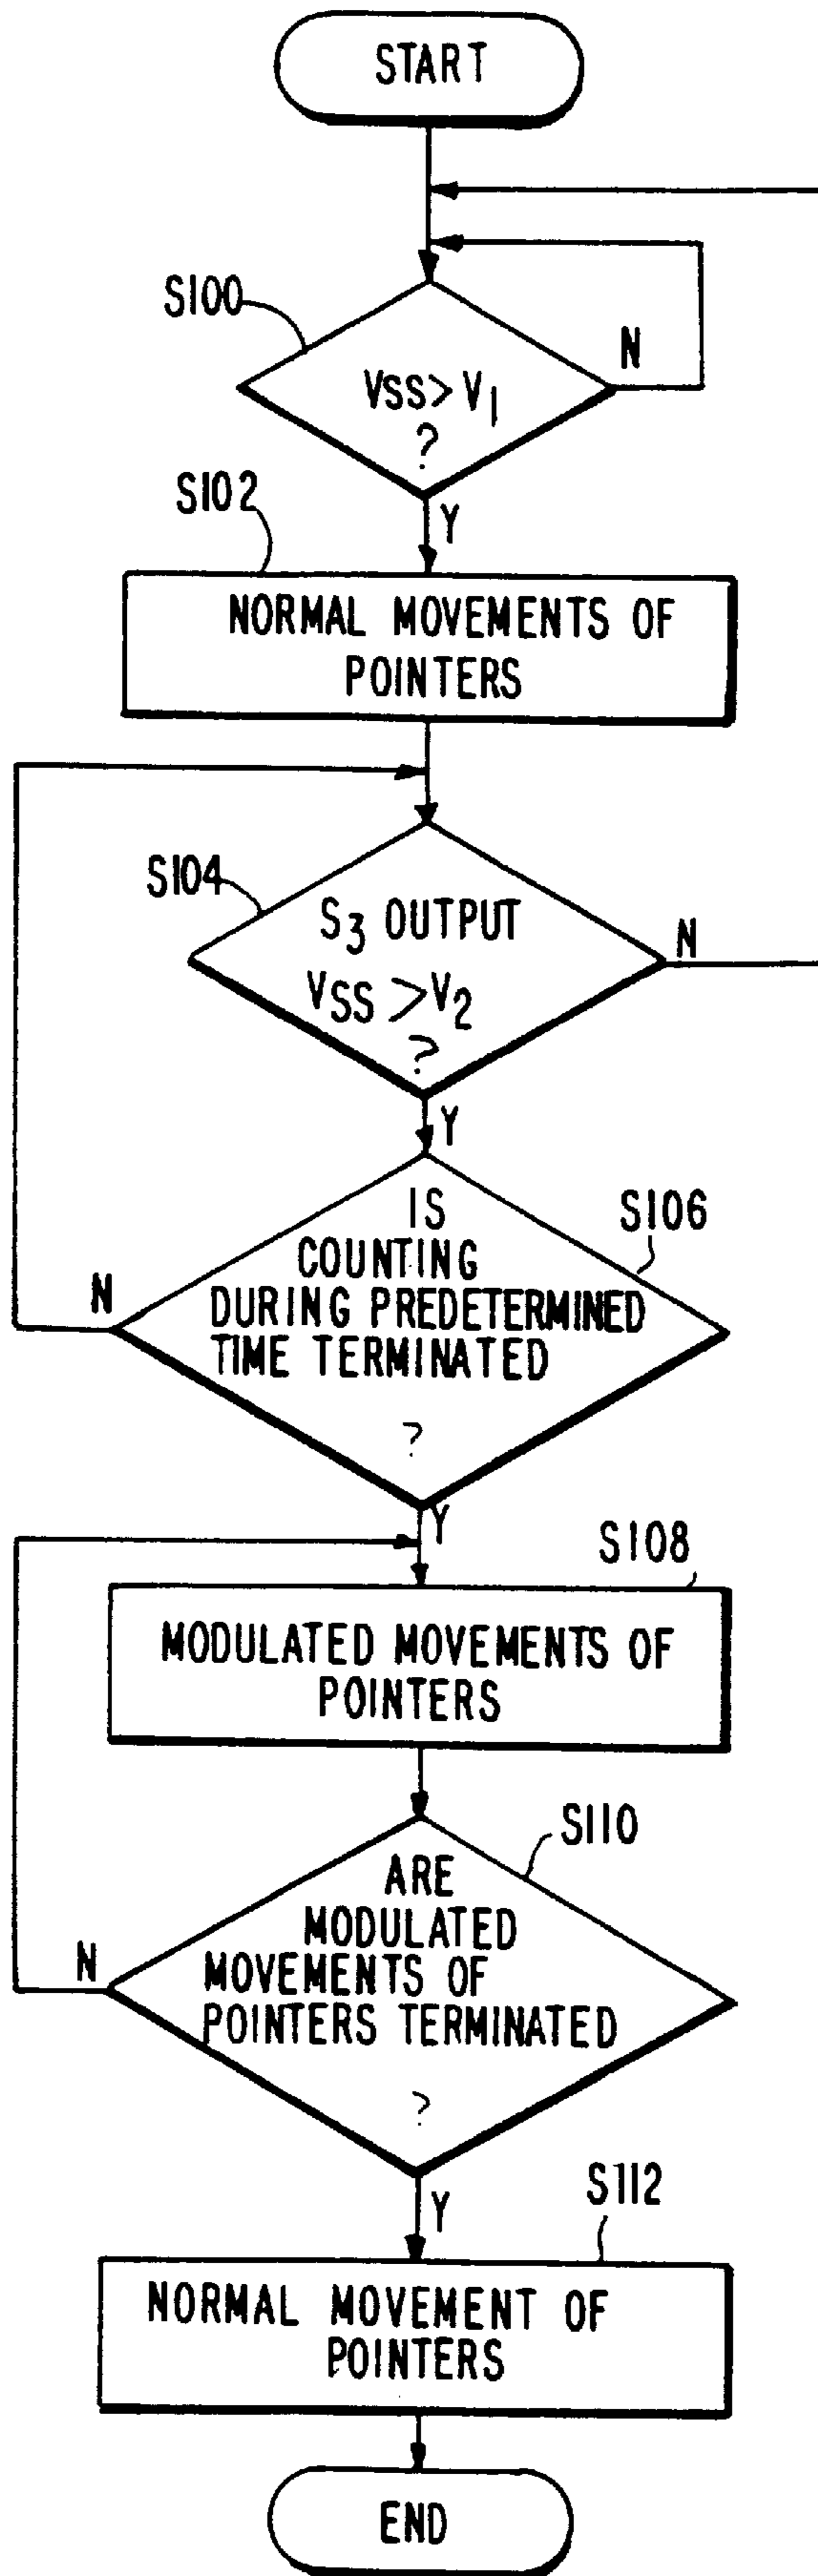 START
S100
VSS>V1
?
N
Y
S102
NORMAL MOVEMENTS OF
POINTERS
S104
S3 OUTPUT
VSS >V2
?
N
Y
S106
IS
COUNTING
DURING PREDETERMINED
TIME TERMINATED
?
N
Y
S108
MODULATED MOVEMENTS OF
POINTERS
S110
ARE
MODULATED
MOVEMENTS OF
POINTERS TERMINATED
?
N
Y
S112
NORMAL MOVEMENT OF
POINTERS
END